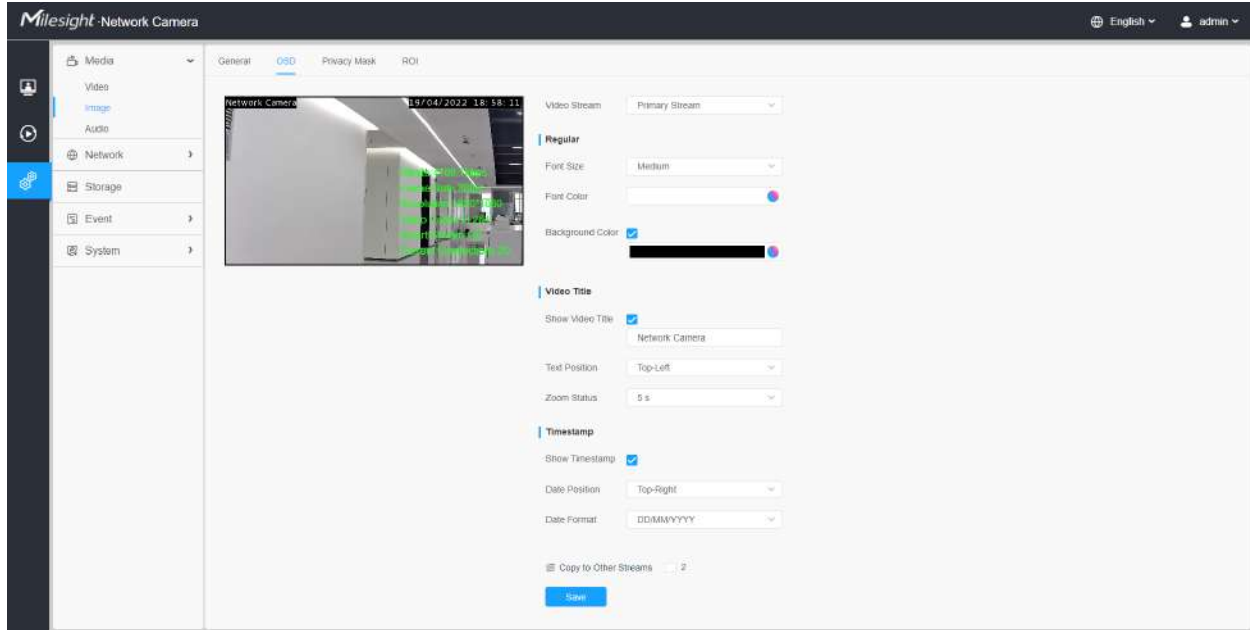 Milesight -Network Camera
English
admin
Media
Video
Image
Audio
Network
Storage
Event
System
General
OSD
Privacy Mask
ROI
Network Camera
19/04/2022 18:58:11
Video Stream
Primary Stream
Regular
Font Size
Medium
Font Color
Background Color
Video Title
Show Video Title
Network Camera
Text Position
Top-Left
Zoom Status
5 s
Timestamp
Show Timestamp
Date Position
Top-Right
Date Format
DD/MM/YYYY
Copy to Other Streams
2
Save